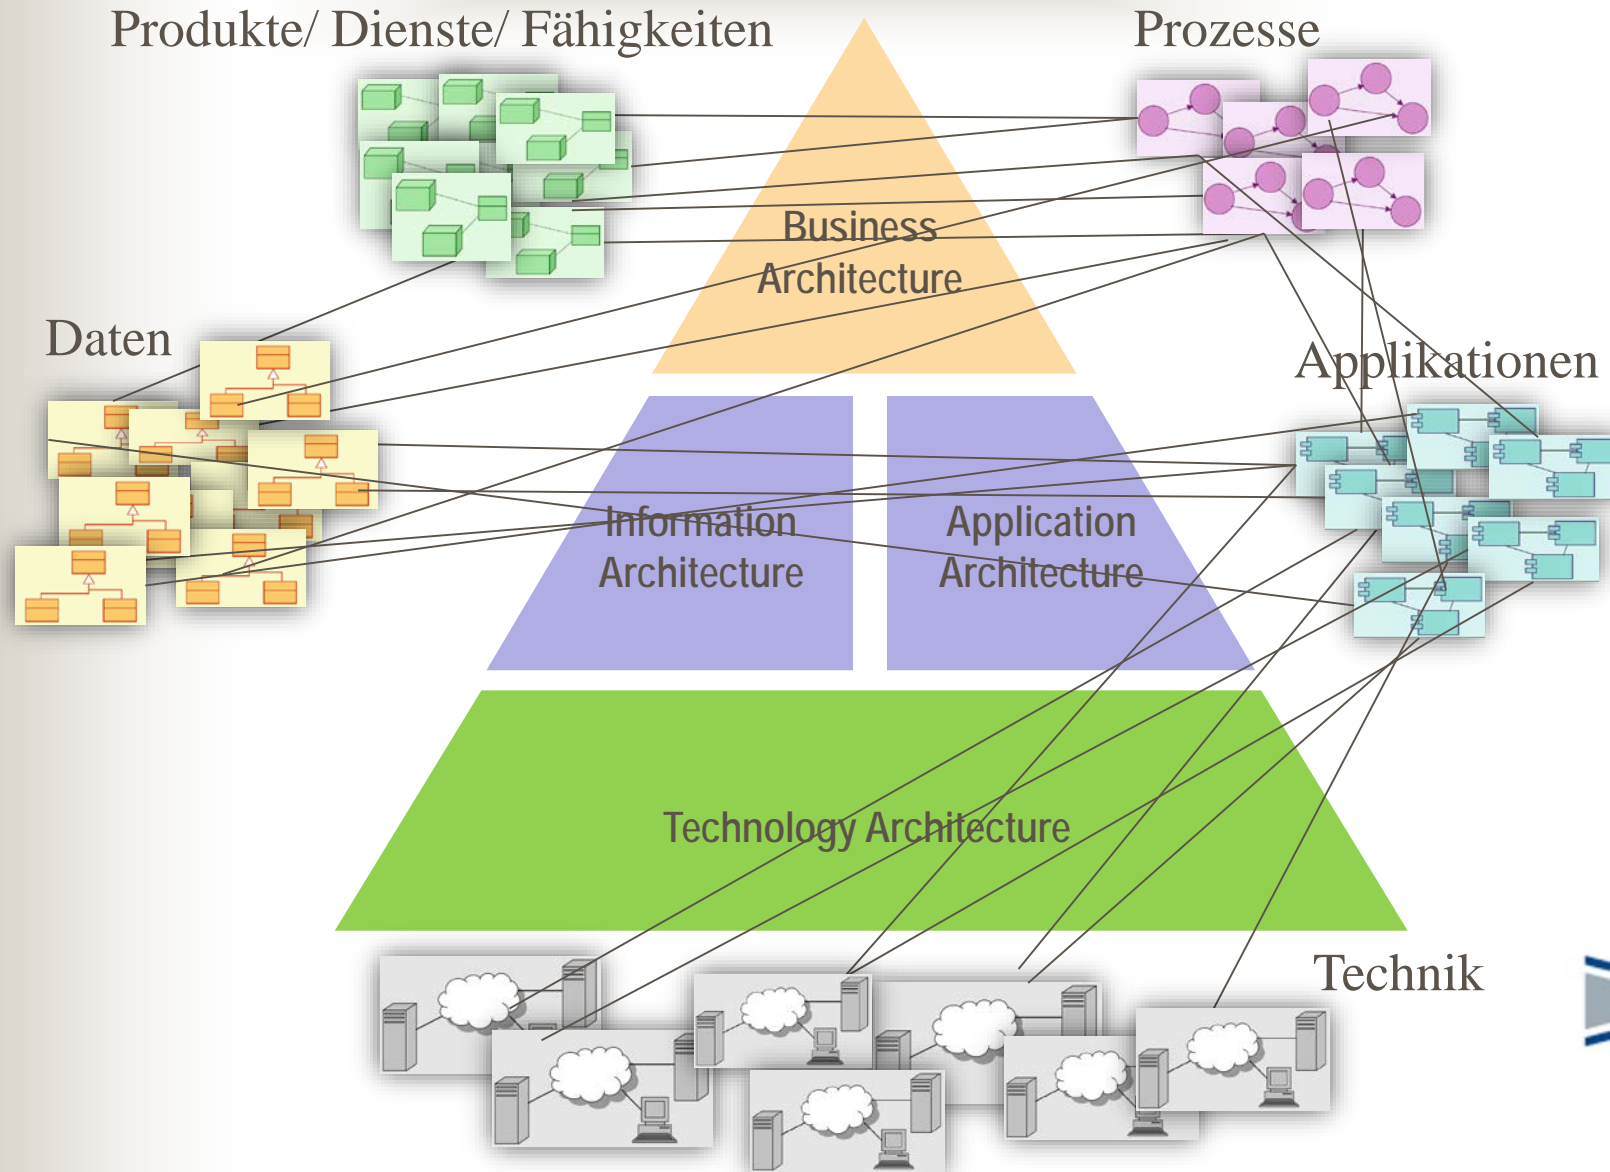 Produkte/ Dienste/ Fähigkeiten
Prozesse
Business
Architecture
Daten
Applikationen
Information
Architecture
Application
Architecture
Technology Architecture
Technik